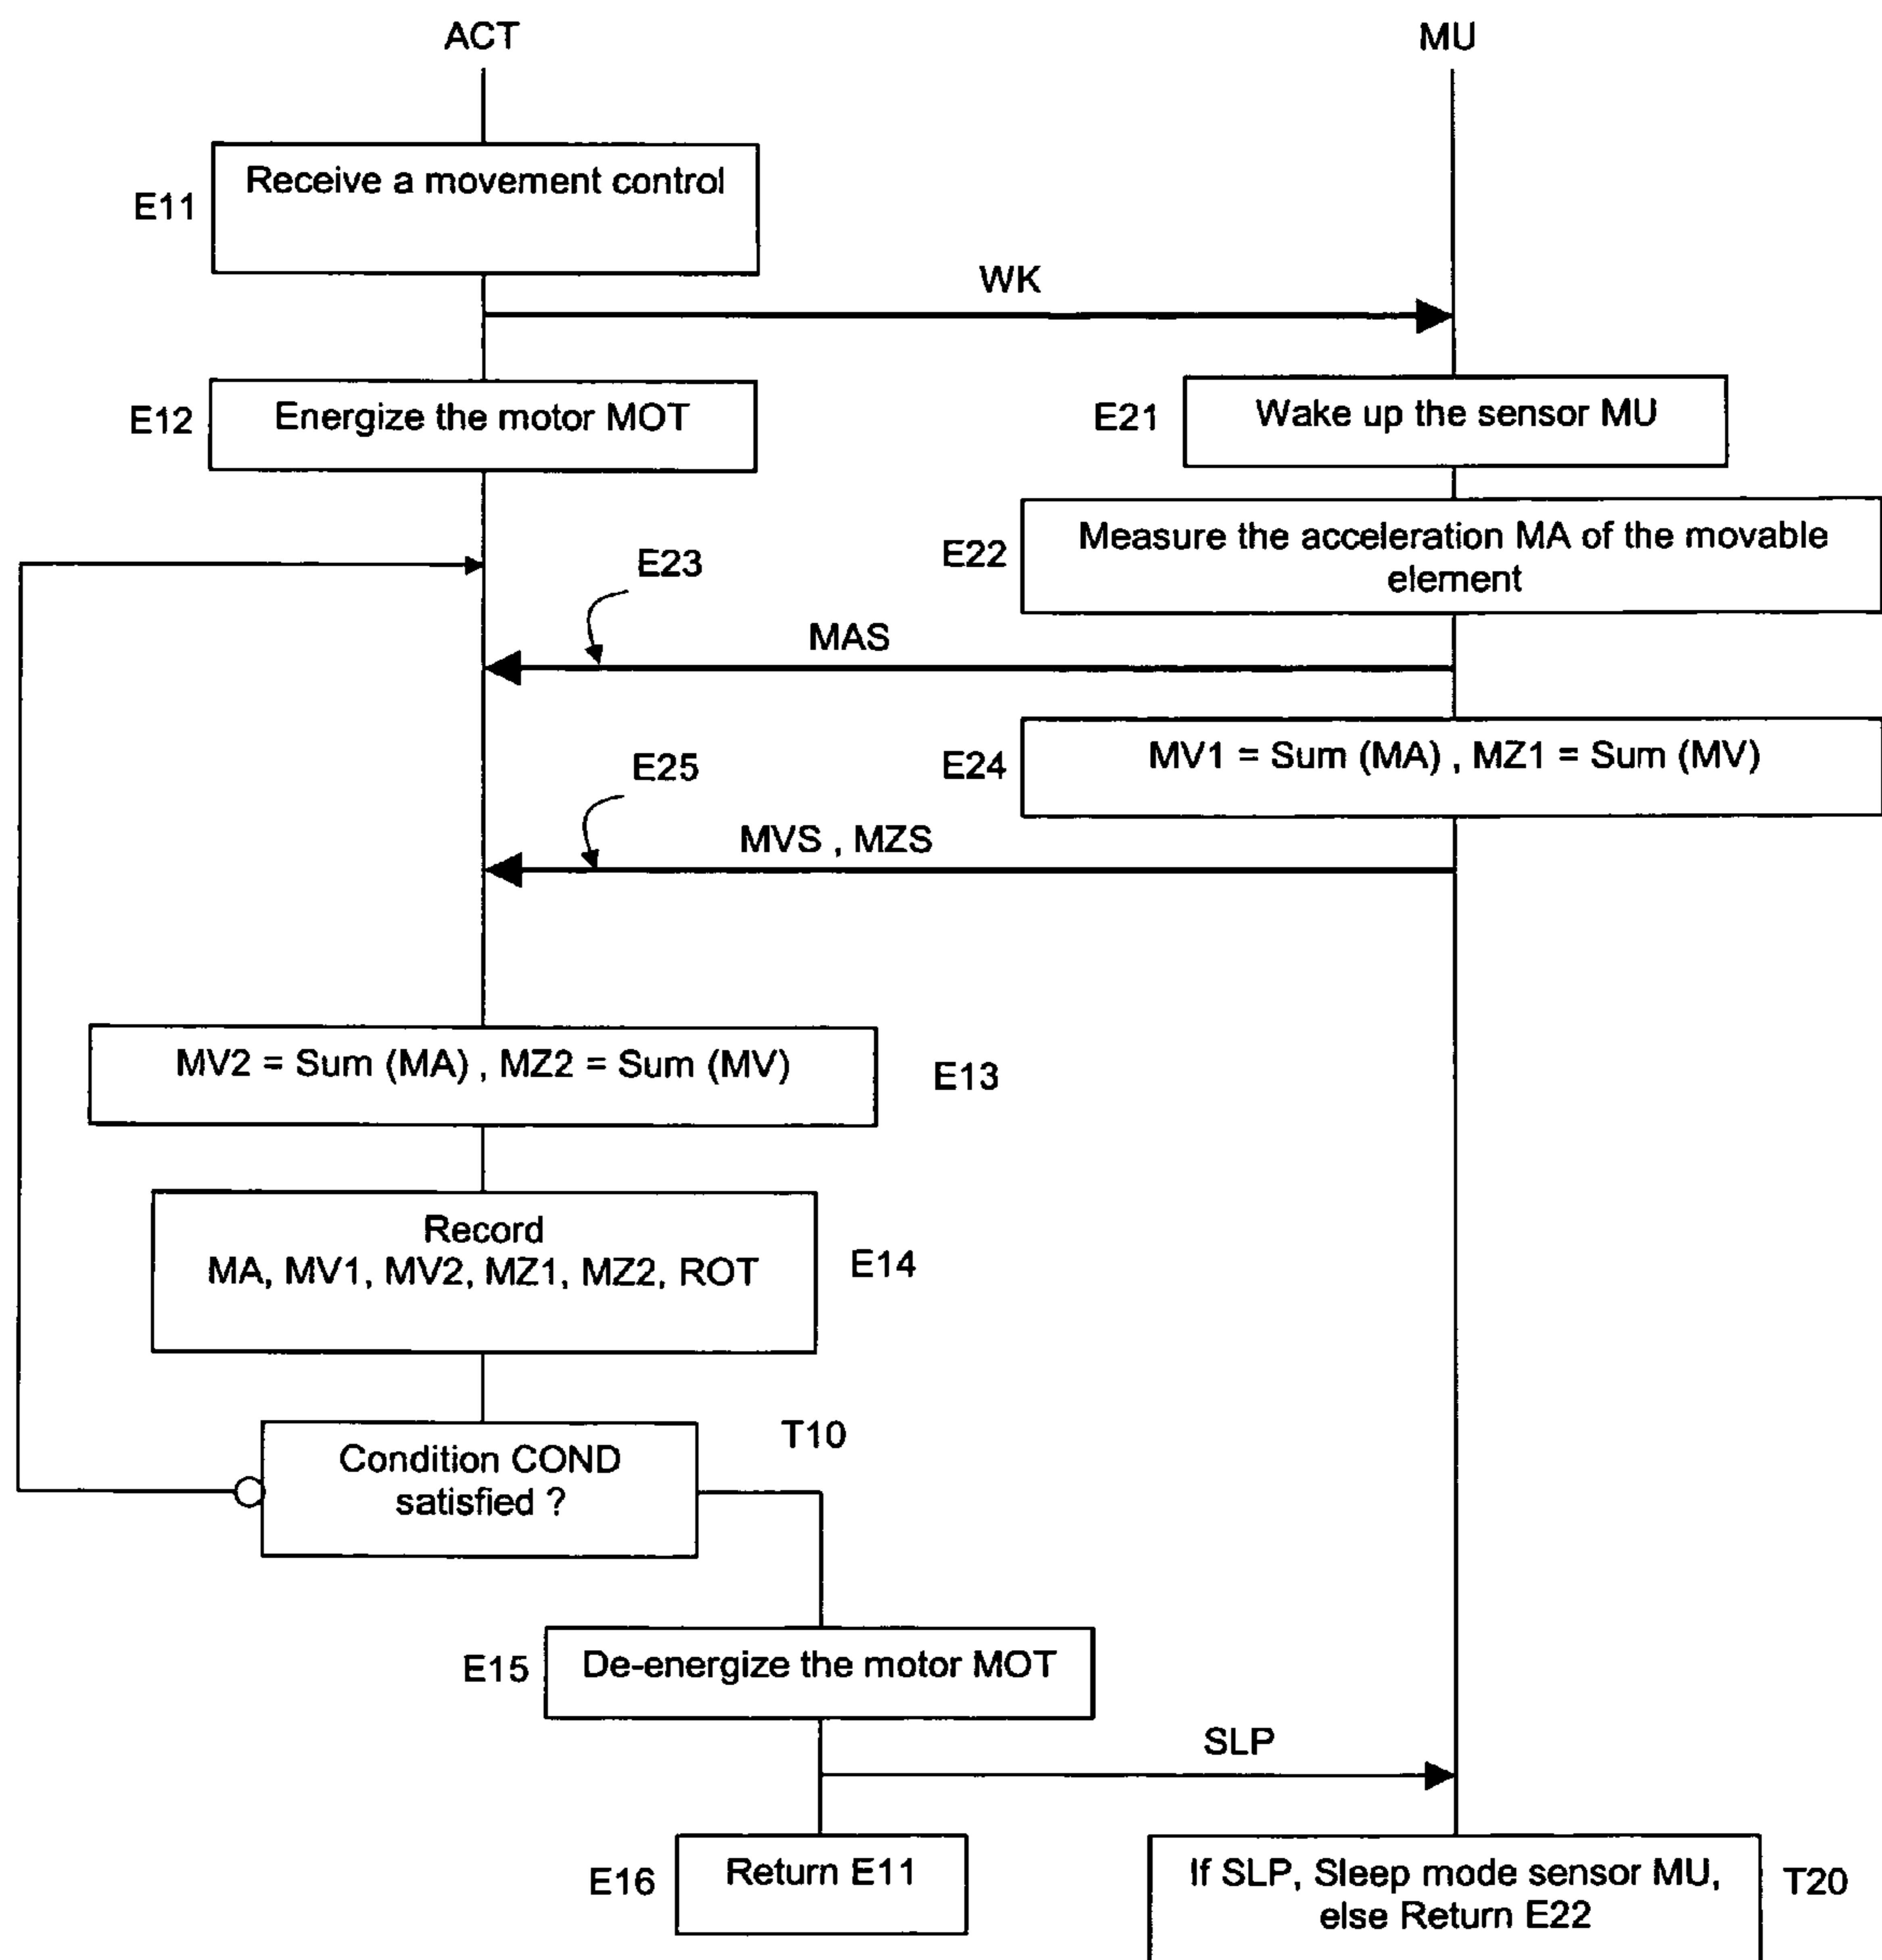 ACT
MU
Receive a movement control
E11
WK
E12
Energize the motor MOT
E21
Wake up the sensor MU
E22
Measure the acceleration MA of the movable
element
E23
MAS
E24
MV1 = Sum (MA) , MZ1 = Sum (MV)
E25
MVS , MZS
MV2 = Sum (MA) , MZ2 = Sum (MV)
E13
Record
MA, MV1, MV2, MZ1, MZ2, ROT
E14
T10
Condition COND
satisfied ?
E15
De-energize the motor MOT
SLP
E16
Return E11
If SLP, Sleep mode sensor MU,
else Return E22
T20